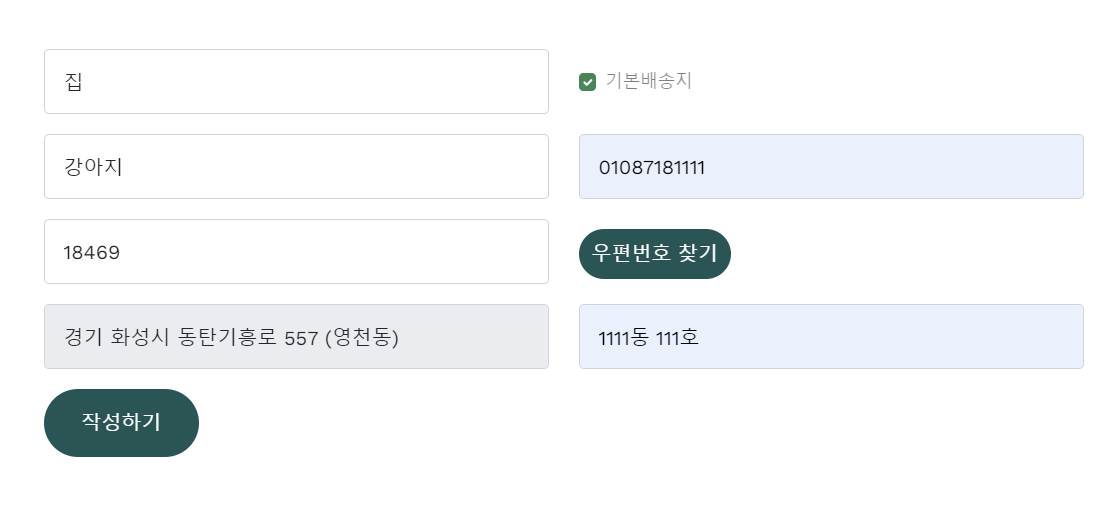 집
기본배송지
강아지
01087181111
18469
우편번호 찾기
경기 화성시 동탄기흥로 557 (영천동)
1111동 111호
작성하기